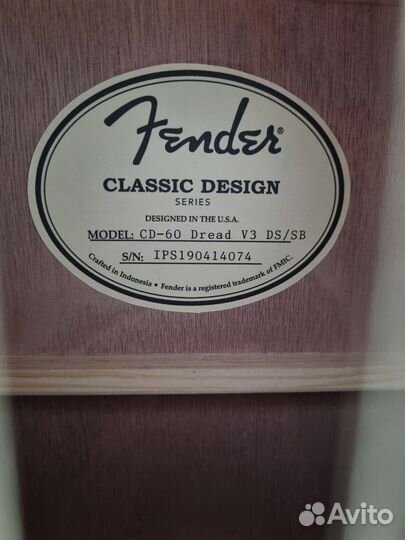 Fender®
CLASSIC DESIGN
SERIES
DESIGNED IN THE U.S.A.
MODEL: CD-60 Dread V3 DS/SB
S/N: IPS190414074
Crafted in Indonesia • Fender is a registered trademark of FMIC.
Avito